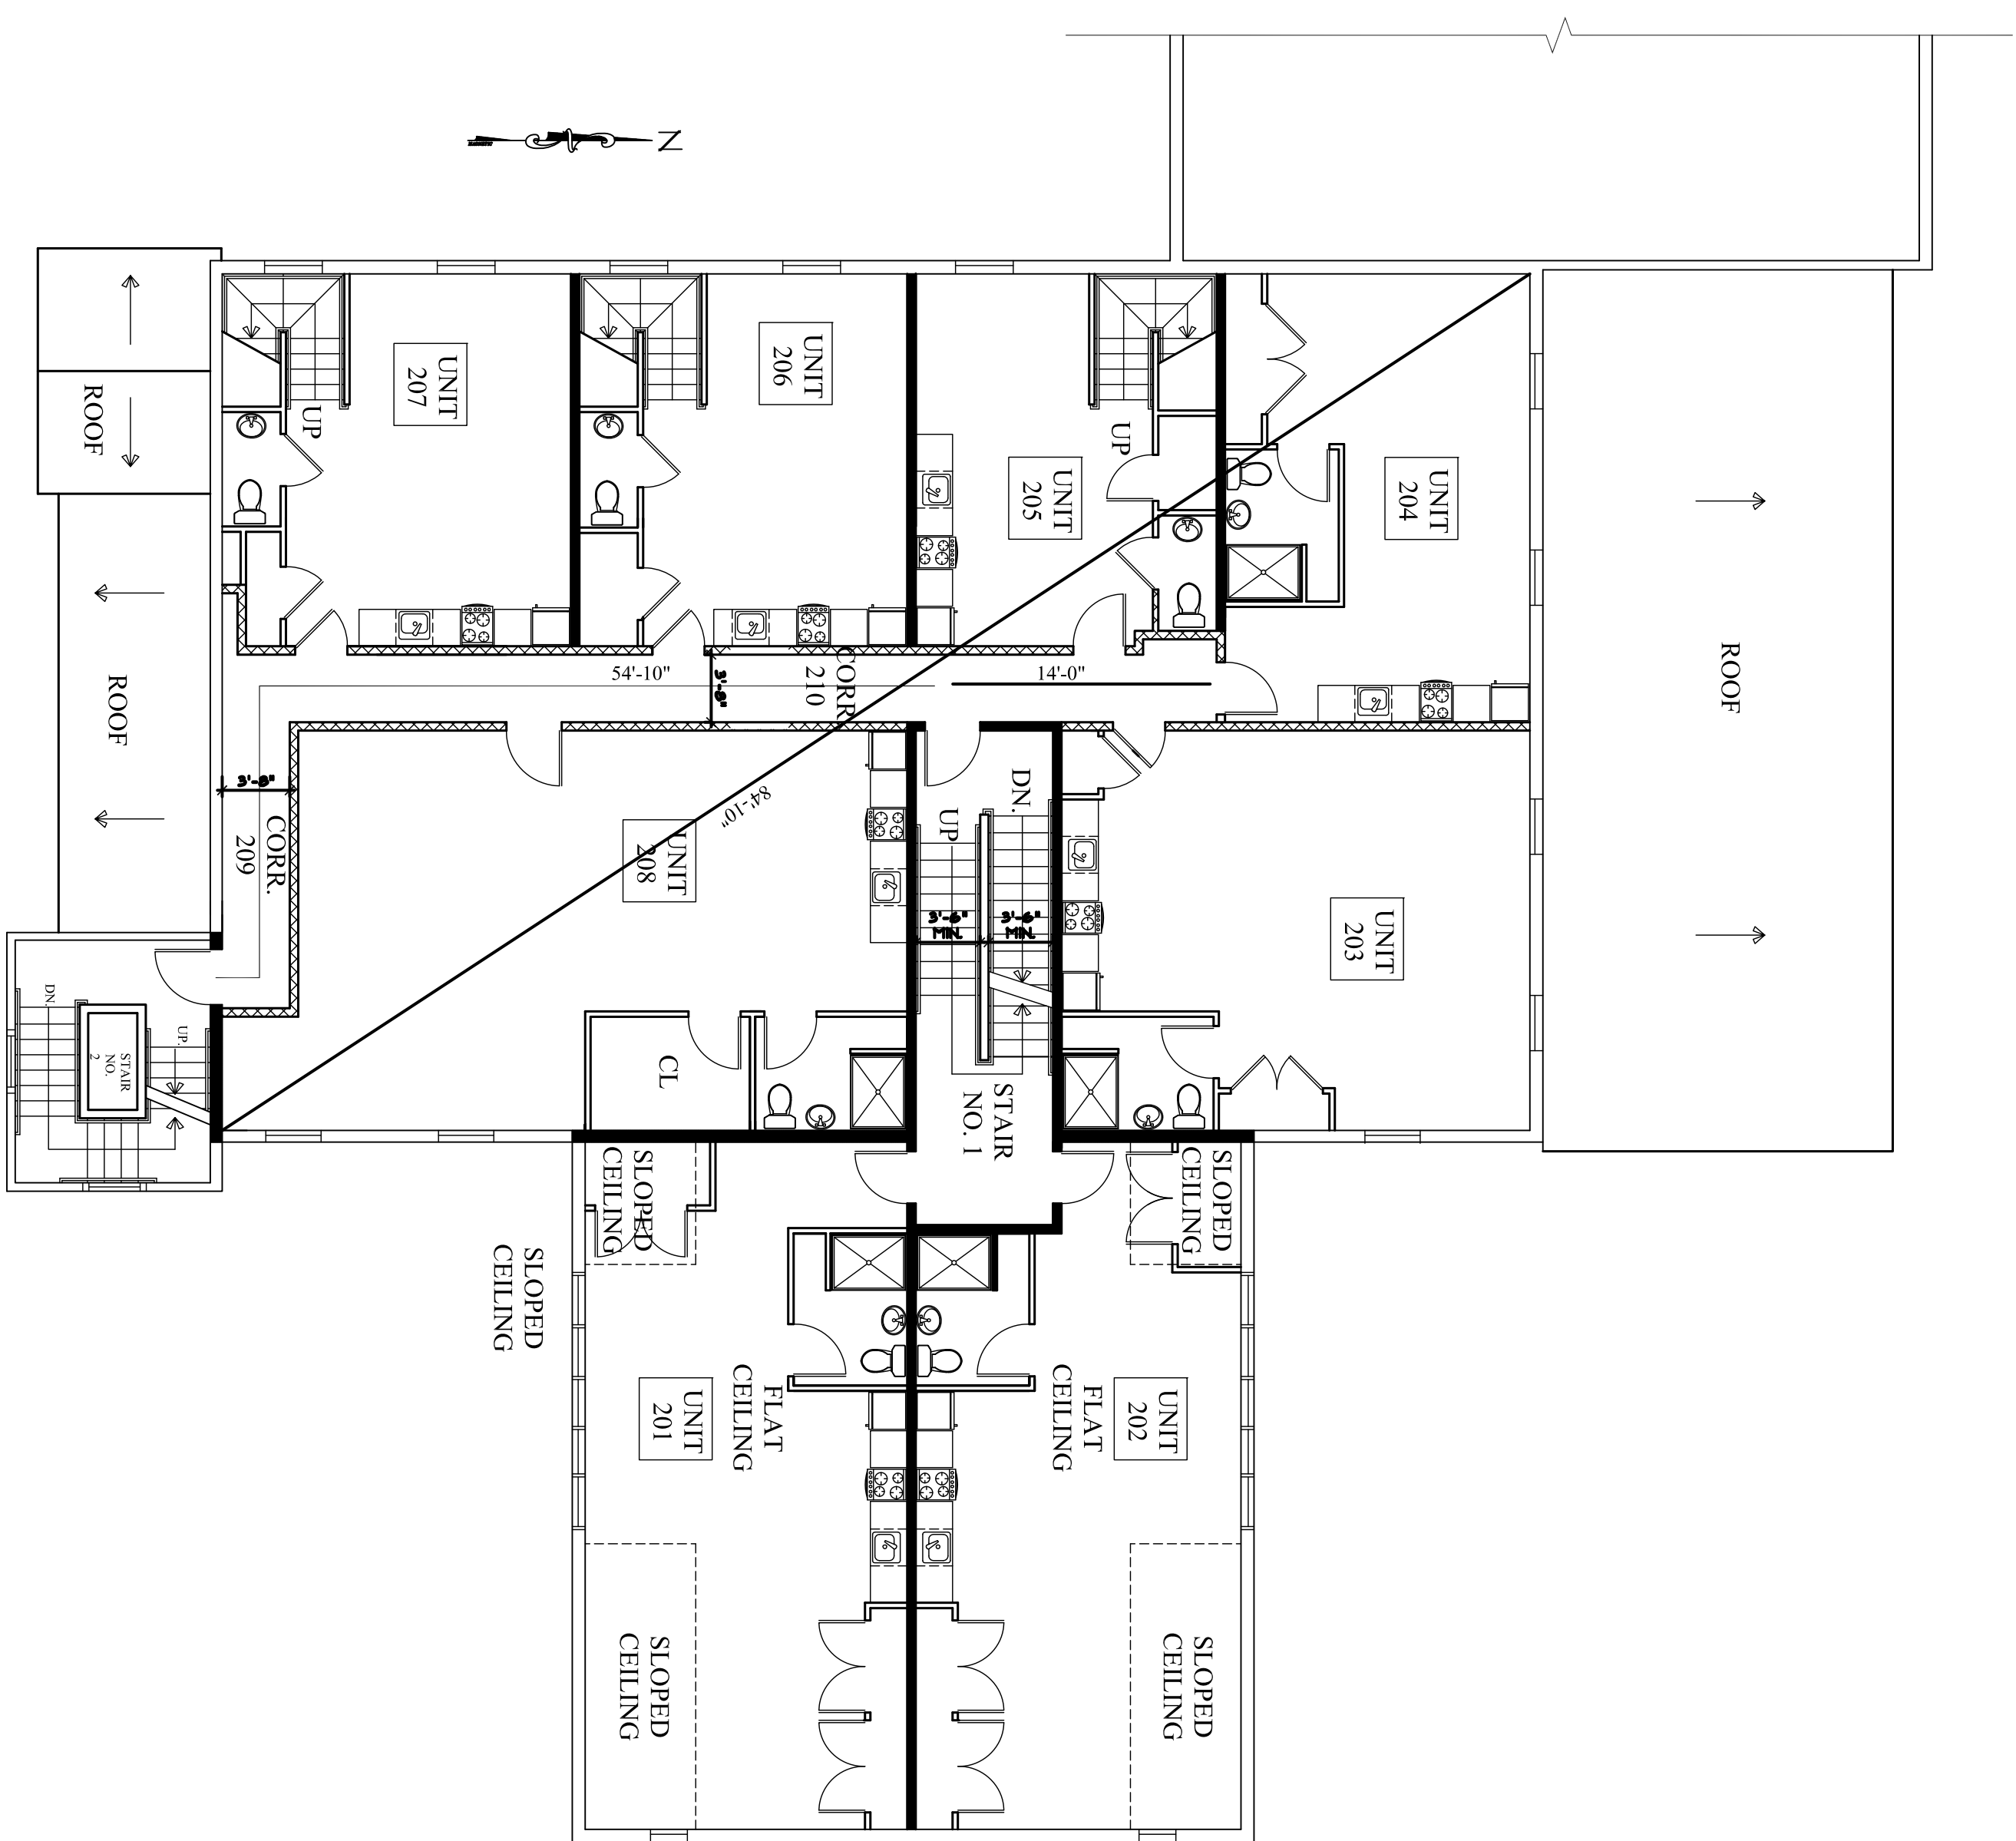 N
ROOF
ROOF
ROOF
UNIT
207
UP
UNIT
206
UNIT
205
UP
UNIT
204
54'-10"
3'-8"
CORR
210
14'-0"
3'-8"
CORR.
209
84'-10"
UNIT
208
DN.
UP
3'-6"
MIN.
3'-6"
MIN.
UNIT
203
CL
STAIR
NO. 1
DN.
UP.
STAIR
NO.
2
SLOPED
CEILING
SLOPED
CEILING
SLOPED
CEILING
FLAT
CEILING
UNIT
201
FLAT
CEILING
UNIT
202
SLOPED
CEILING
SLOPED
CEILING